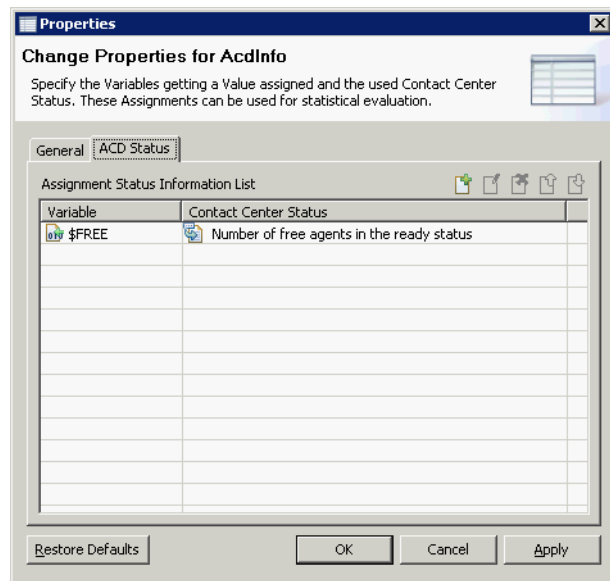 Properties
Change Properties for AcdInfo
Specify the Variables getting a Value assigned and the used Contact Center
Status. These Assignments can be used for statistical evaluation.
General ACD Status
Assignment Status Information List
Variable Contact Center Status
$FREE Number of free agents in the ready status
Restore Defaults OK Cancel Apply